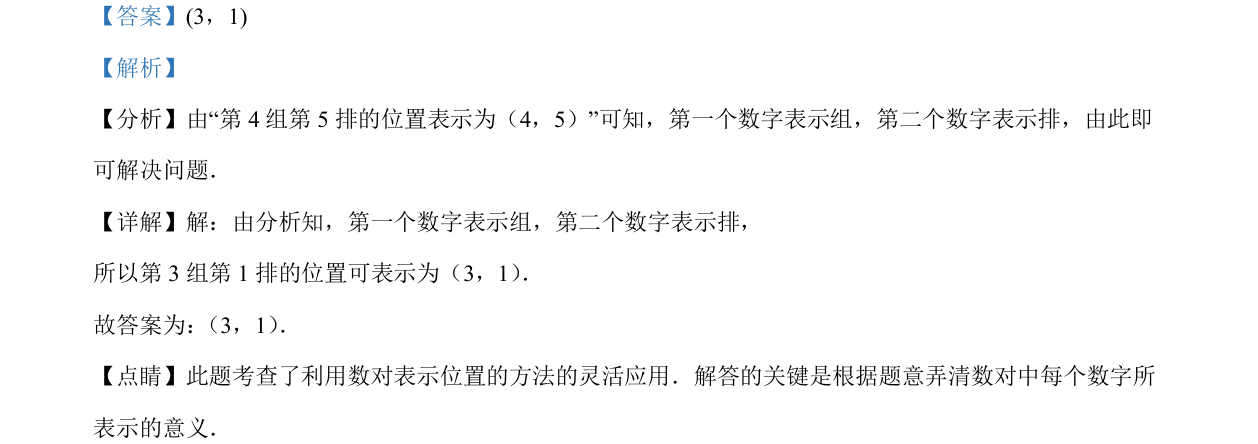 【答案】(3，1)
【解析】
【分析】由“第 4 组第 5 排的位置表示为（4，5）”可知，第一个数字表示组，第二个数字表示排，由此即
可解决问题．
【详解】解：由分析知，第一个数字表示组，第二个数字表示排，
所以第 3 组第 1 排的位置可表示为（3，1）．
故答案为：（3，1）．
【点睛】此题考查了利用数对表示位置的方法的灵活应用．解答的关键是根据题意弄清数对中每个数字所
表示的意义．